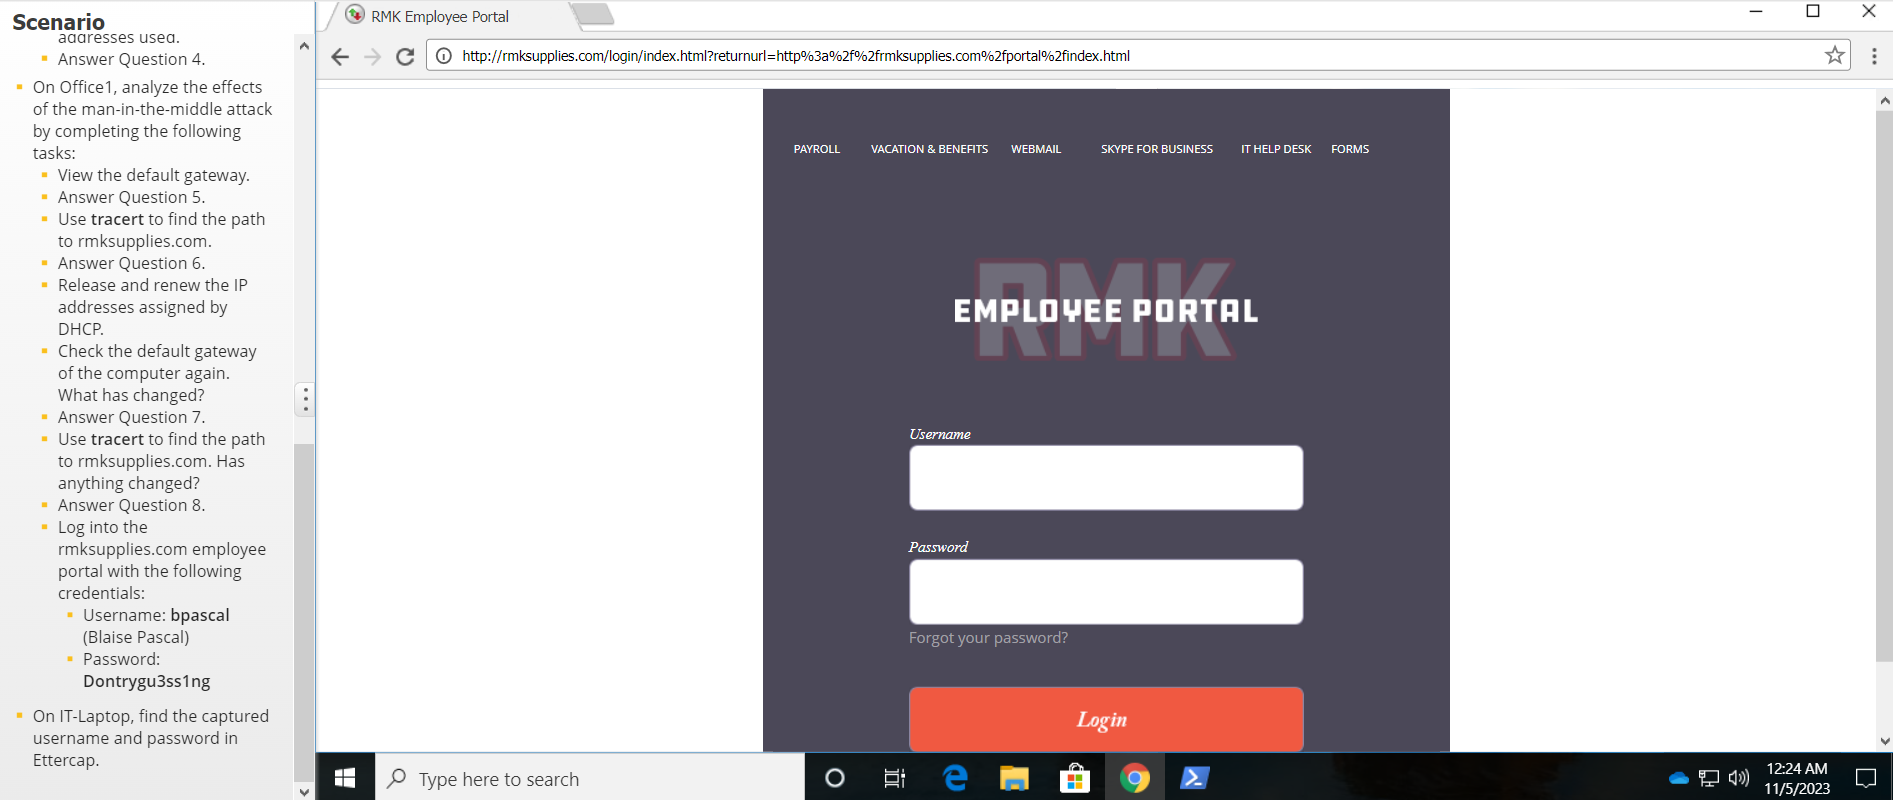 Scenario
addresses used.
Answer Question 4.
On Office1, analyze the effects
of the man-in-the-middle attack
by completing the following
tasks:
View the default gateway.
Answer Question 5.
Use tracert to find the path
to rmksupplies.com.
Answer Question 6.
Release and renew the IP
addresses assigned by
DHCP.
Check the default gateway
of the computer again.
What has changed?
Answer Question 7.
Use tracert to find the path
to rmksupplies.com. Has
anything changed?
Answer Question 8.
Log into the
rmksupplies.com employee
portal with the following
credentials:
Username: bpascal
(Blaise Pascal)
Password:
Dontrygu3ss1ng
On IT-Laptop, find the captured
username and password in
Ettercap.
RMK Employee Portal
http://rmksupplies.com/login/index.html?returnurl=http%3a%2f%2frmksupplies.com%2fportal%2findex.html
PAYROLL VACATION & BENEFITS WEBMAIL SKYPE FOR BUSINESS IT HELP DESK FORMS
RMK
EMPLOYEE PORTAL
Username
Password
Forgot your password?
Login
Type here to search
12:24 AM
11/5/2023